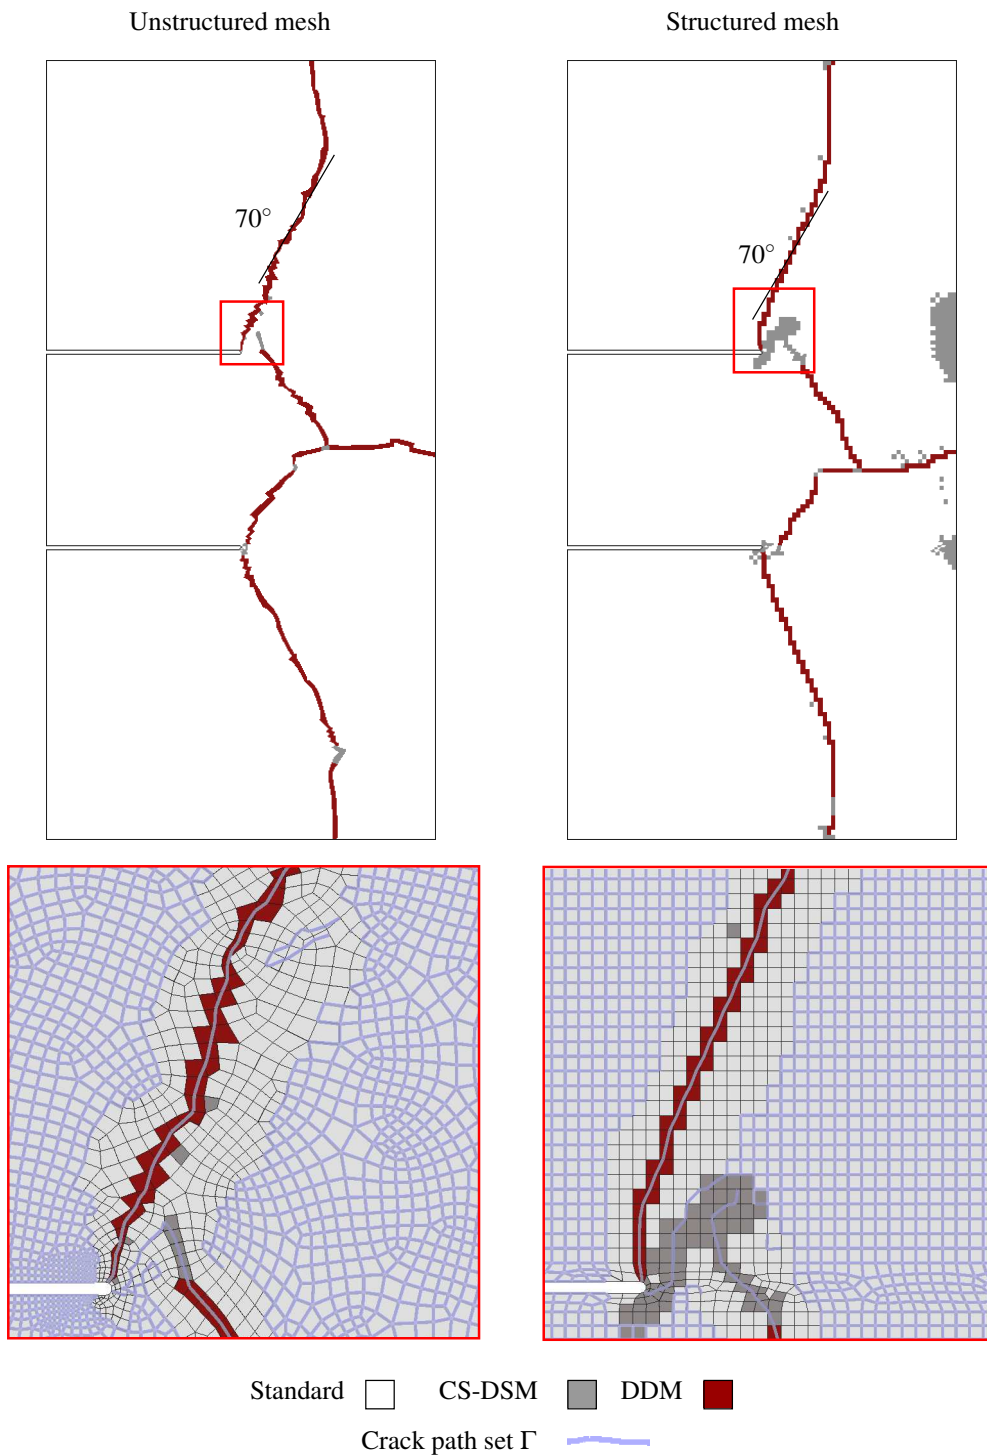 Unstructured mesh
Structured mesh
70°
70°
Standard
CS-DSM
DDM
Crack path set Γ